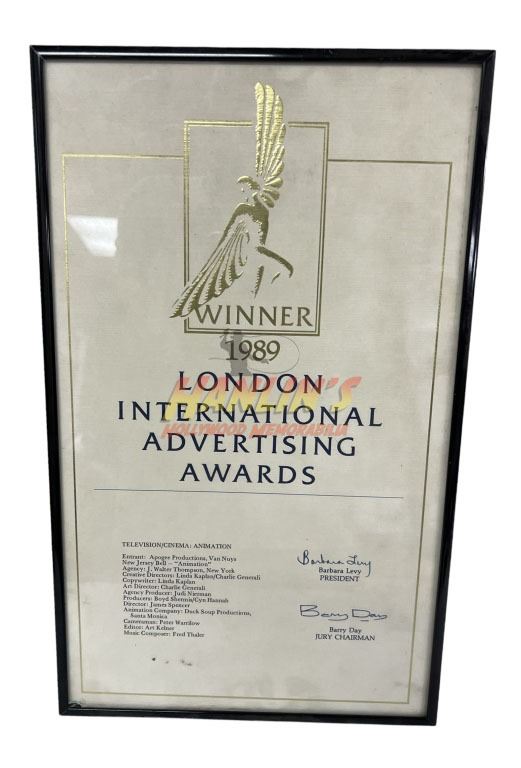 WINNER
1989
HANLIN'S
HOLLYWOOD MEMORABILIA
LONDON
INTERNATIONAL
ADVERTISING
AWARDS
TELEVISION/CINEMA: ANIMATION
Entrant: Apogee Productions, Van Nuys
New Jersey Bell — "Animation"
Agency: J. Walter Thompson, New York
Creative Directors: Linda Kaplan/Charlie Generali
Copywriter: Linda Kaplan
Art Director: Charlie Generali
Agency Producer: Judi Nierman
Producers: Boyd Shermis/Gyn Hannah
Director: James Spencer
Animation Company: Duck Soup Productions,
Santa Monica
Cameraman: Peter Warrilow
Editor: Art Kelner
Music Composer: Fred Thaler
Barbara Levy
Barbara Levy
PRESIDENT
Barry Day
Barry Day
JURY CHAIRMAN